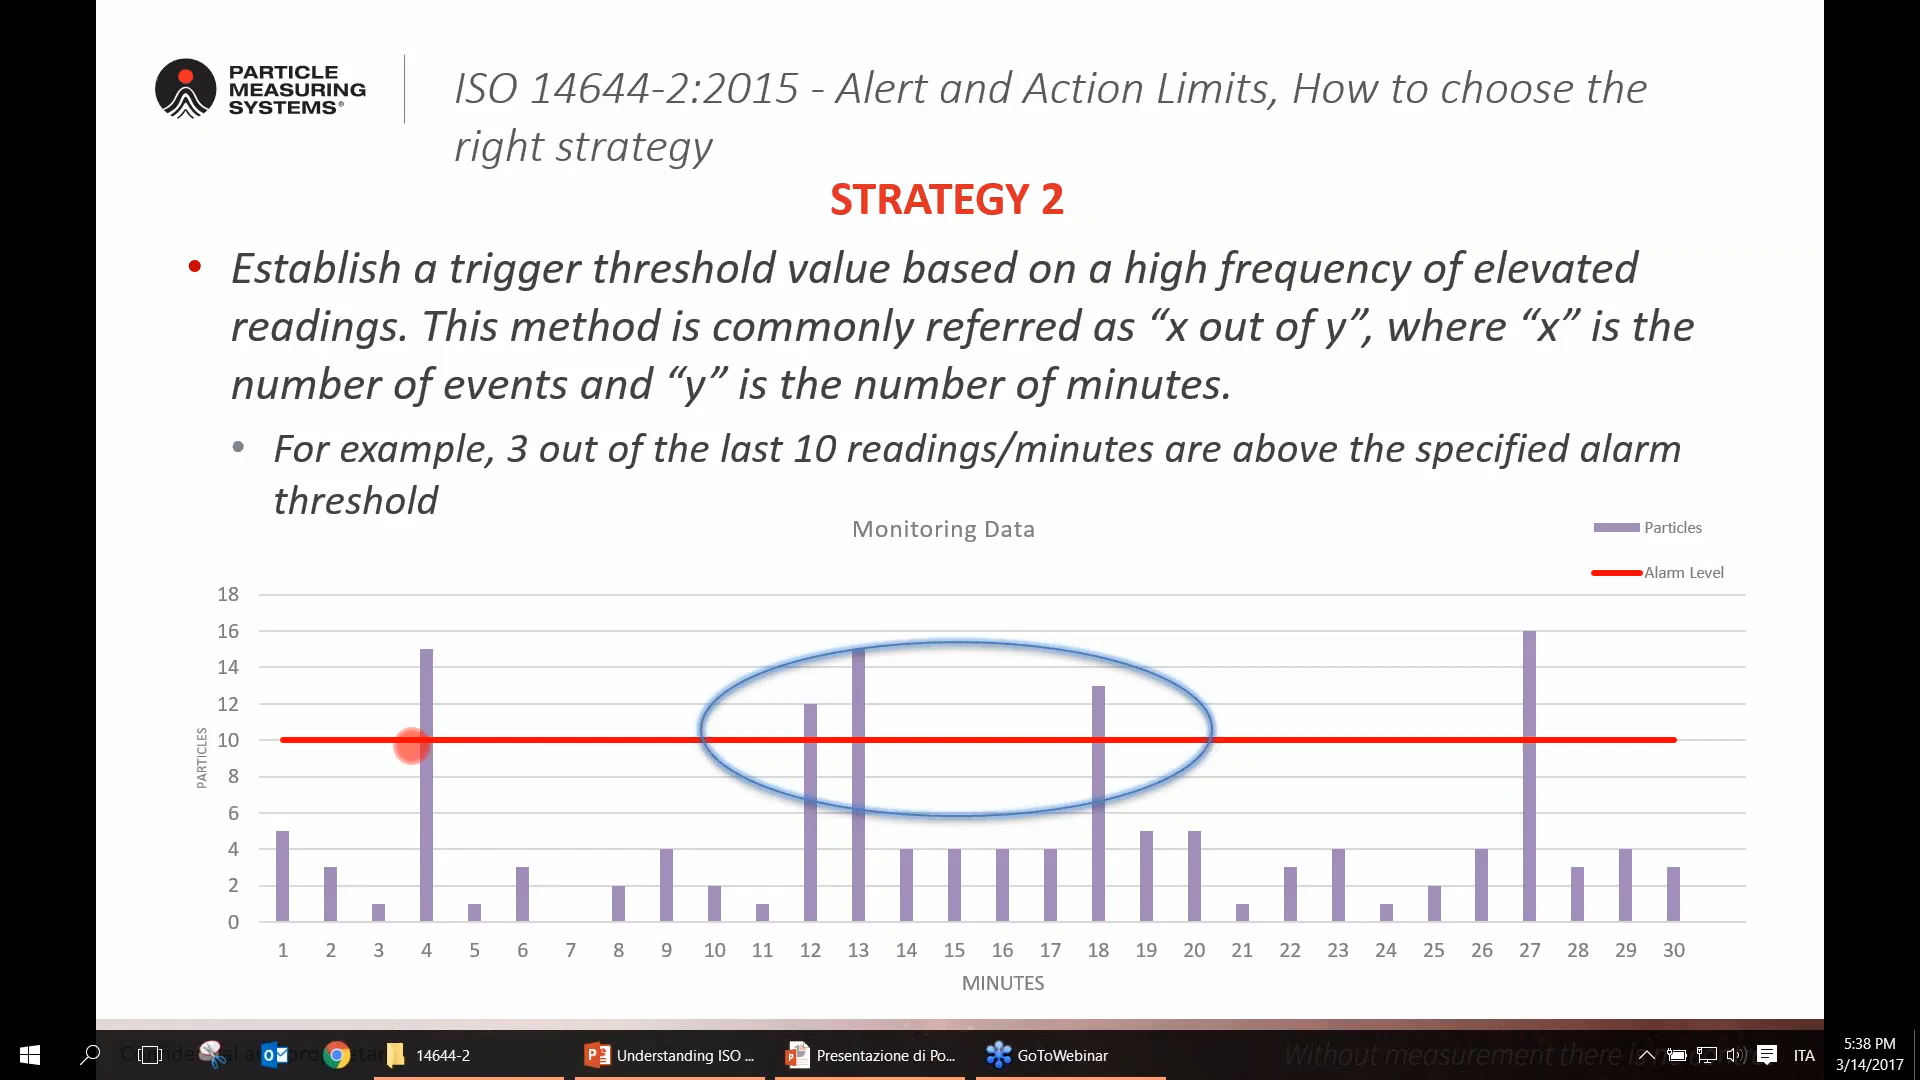 PARTICLE
MEASURING
SYSTEMS®
ISO 14644-2:2015 - Alert and Action Limits, How to choose the
right strategy
STRATEGY 2
• Establish a trigger threshold value based on a high frequency of elevated
readings. This method is commonly referred as “x out of y”, where “x” is the
number of events and “y” is the number of minutes.
• For example, 3 out of the last 10 readings/minutes are above the specified alarm
threshold
Monitoring Data
Particles
Alarm Level
18
16
14
12
10
8
6
4
2
0
PARTICLES
1 2 3 4 5 6 7 8 9 10 11 12 13 14 15 16 17 18 19 20 21 22 23 24 25 26 27 28 29 30
MINUTES
14644-2
Understanding ISO ...
Presentazione di Po...
GoToWebinar
Without measurement there is no
ITA
5:38 PM
3/14/2017